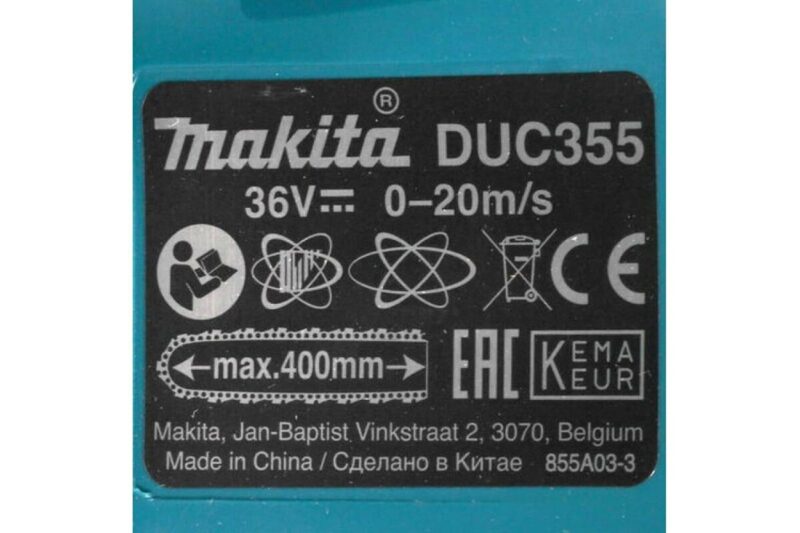 makita® DUC355
36V⎓ 0–20m/s
CE
←max.400mm→ EAC KEMA KEUR
Makita, Jan-Baptist Vinkstraat 2, 3070, Belgium
Made in China / Сделано в Китае 855A03-3